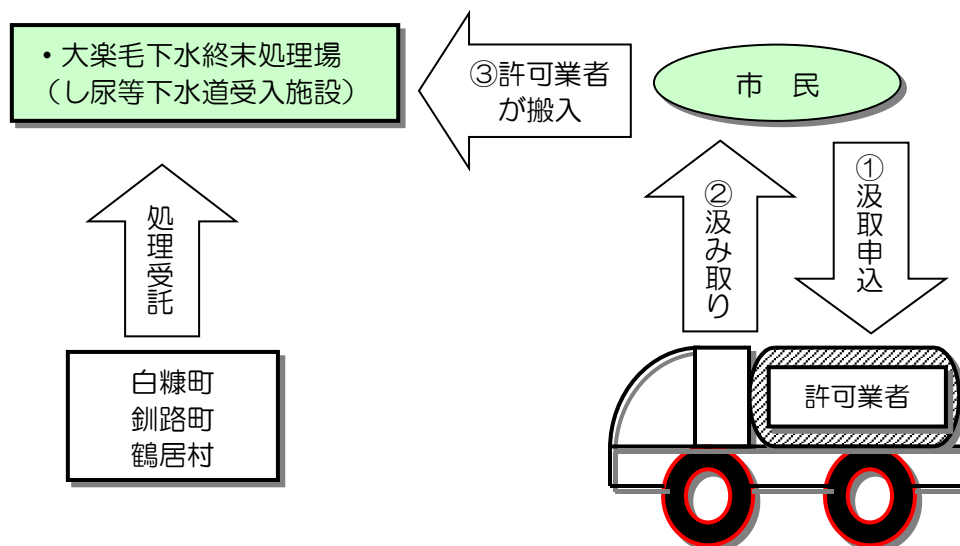 ・大楽毛下水終末処理場
（し尿等下水道受入施設）
③許可業者
が搬入
市　民
①汲取申込
②汲み取り
処理受託
白糠町
釧路町
鶴居村
許可業者